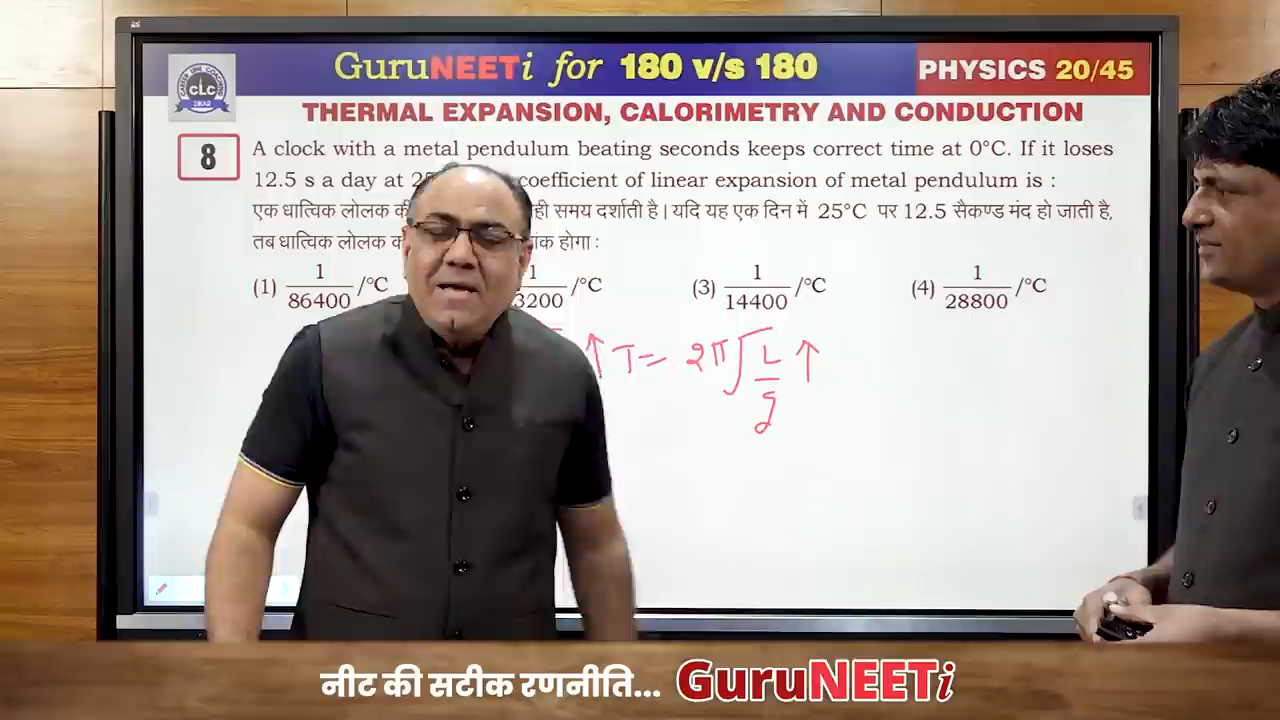 GuruNEETi for 180 v/s 180
PHYSICS 20/45
CLC
SIKAR
THERMAL EXPANSION, CALORIMETRY AND CONDUCTION
8
A clock with a metal pendulum beating seconds keeps correct time at 0°C. If it loses
12.5 s a day at coefficient of linear expansion of metal pendulum is :
एक धात्विक लोलक समय दर्शाती है। यदि यह एक दिन में 25°C पर 12.5 सैकण्ड मंद हो जाती है,
तब धात्विक लोलक होगा :
(1) 1/86400 /°C /°C (3) 1/14400 /°C (4) 1/28800 /°C
↑ T = 2π√(L/g) ↑
नीट की सटीक रणनीति... GuruNEETi